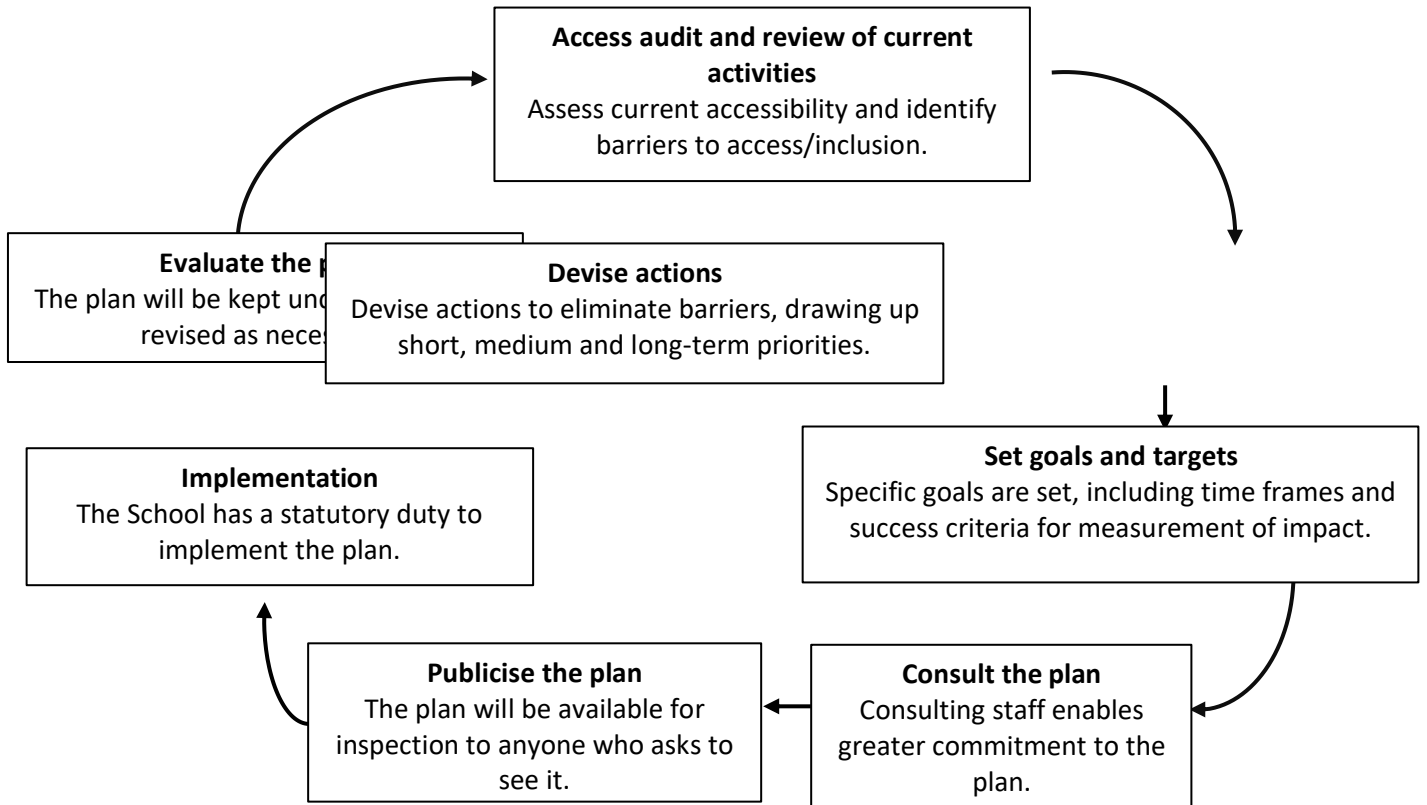 Access audit and review of current
activities
Assess current accessibility and identify
barriers to access/inclusion.
Evaluate the
The plan will be kept
revised as
Devise actions
Devise actions to eliminate barriers, drawing up
short, medium and long-term priorities.
Set goals and targets
Specific goals are set, including time frames and
success criteria for measurement of impact.
Implementation
The School has a statutory duty to
implement the plan.
Publicise the plan
The plan will be available for
inspection to anyone who asks to
see it.
Consult the plan
Consulting staff enables
greater commitment to the
plan.